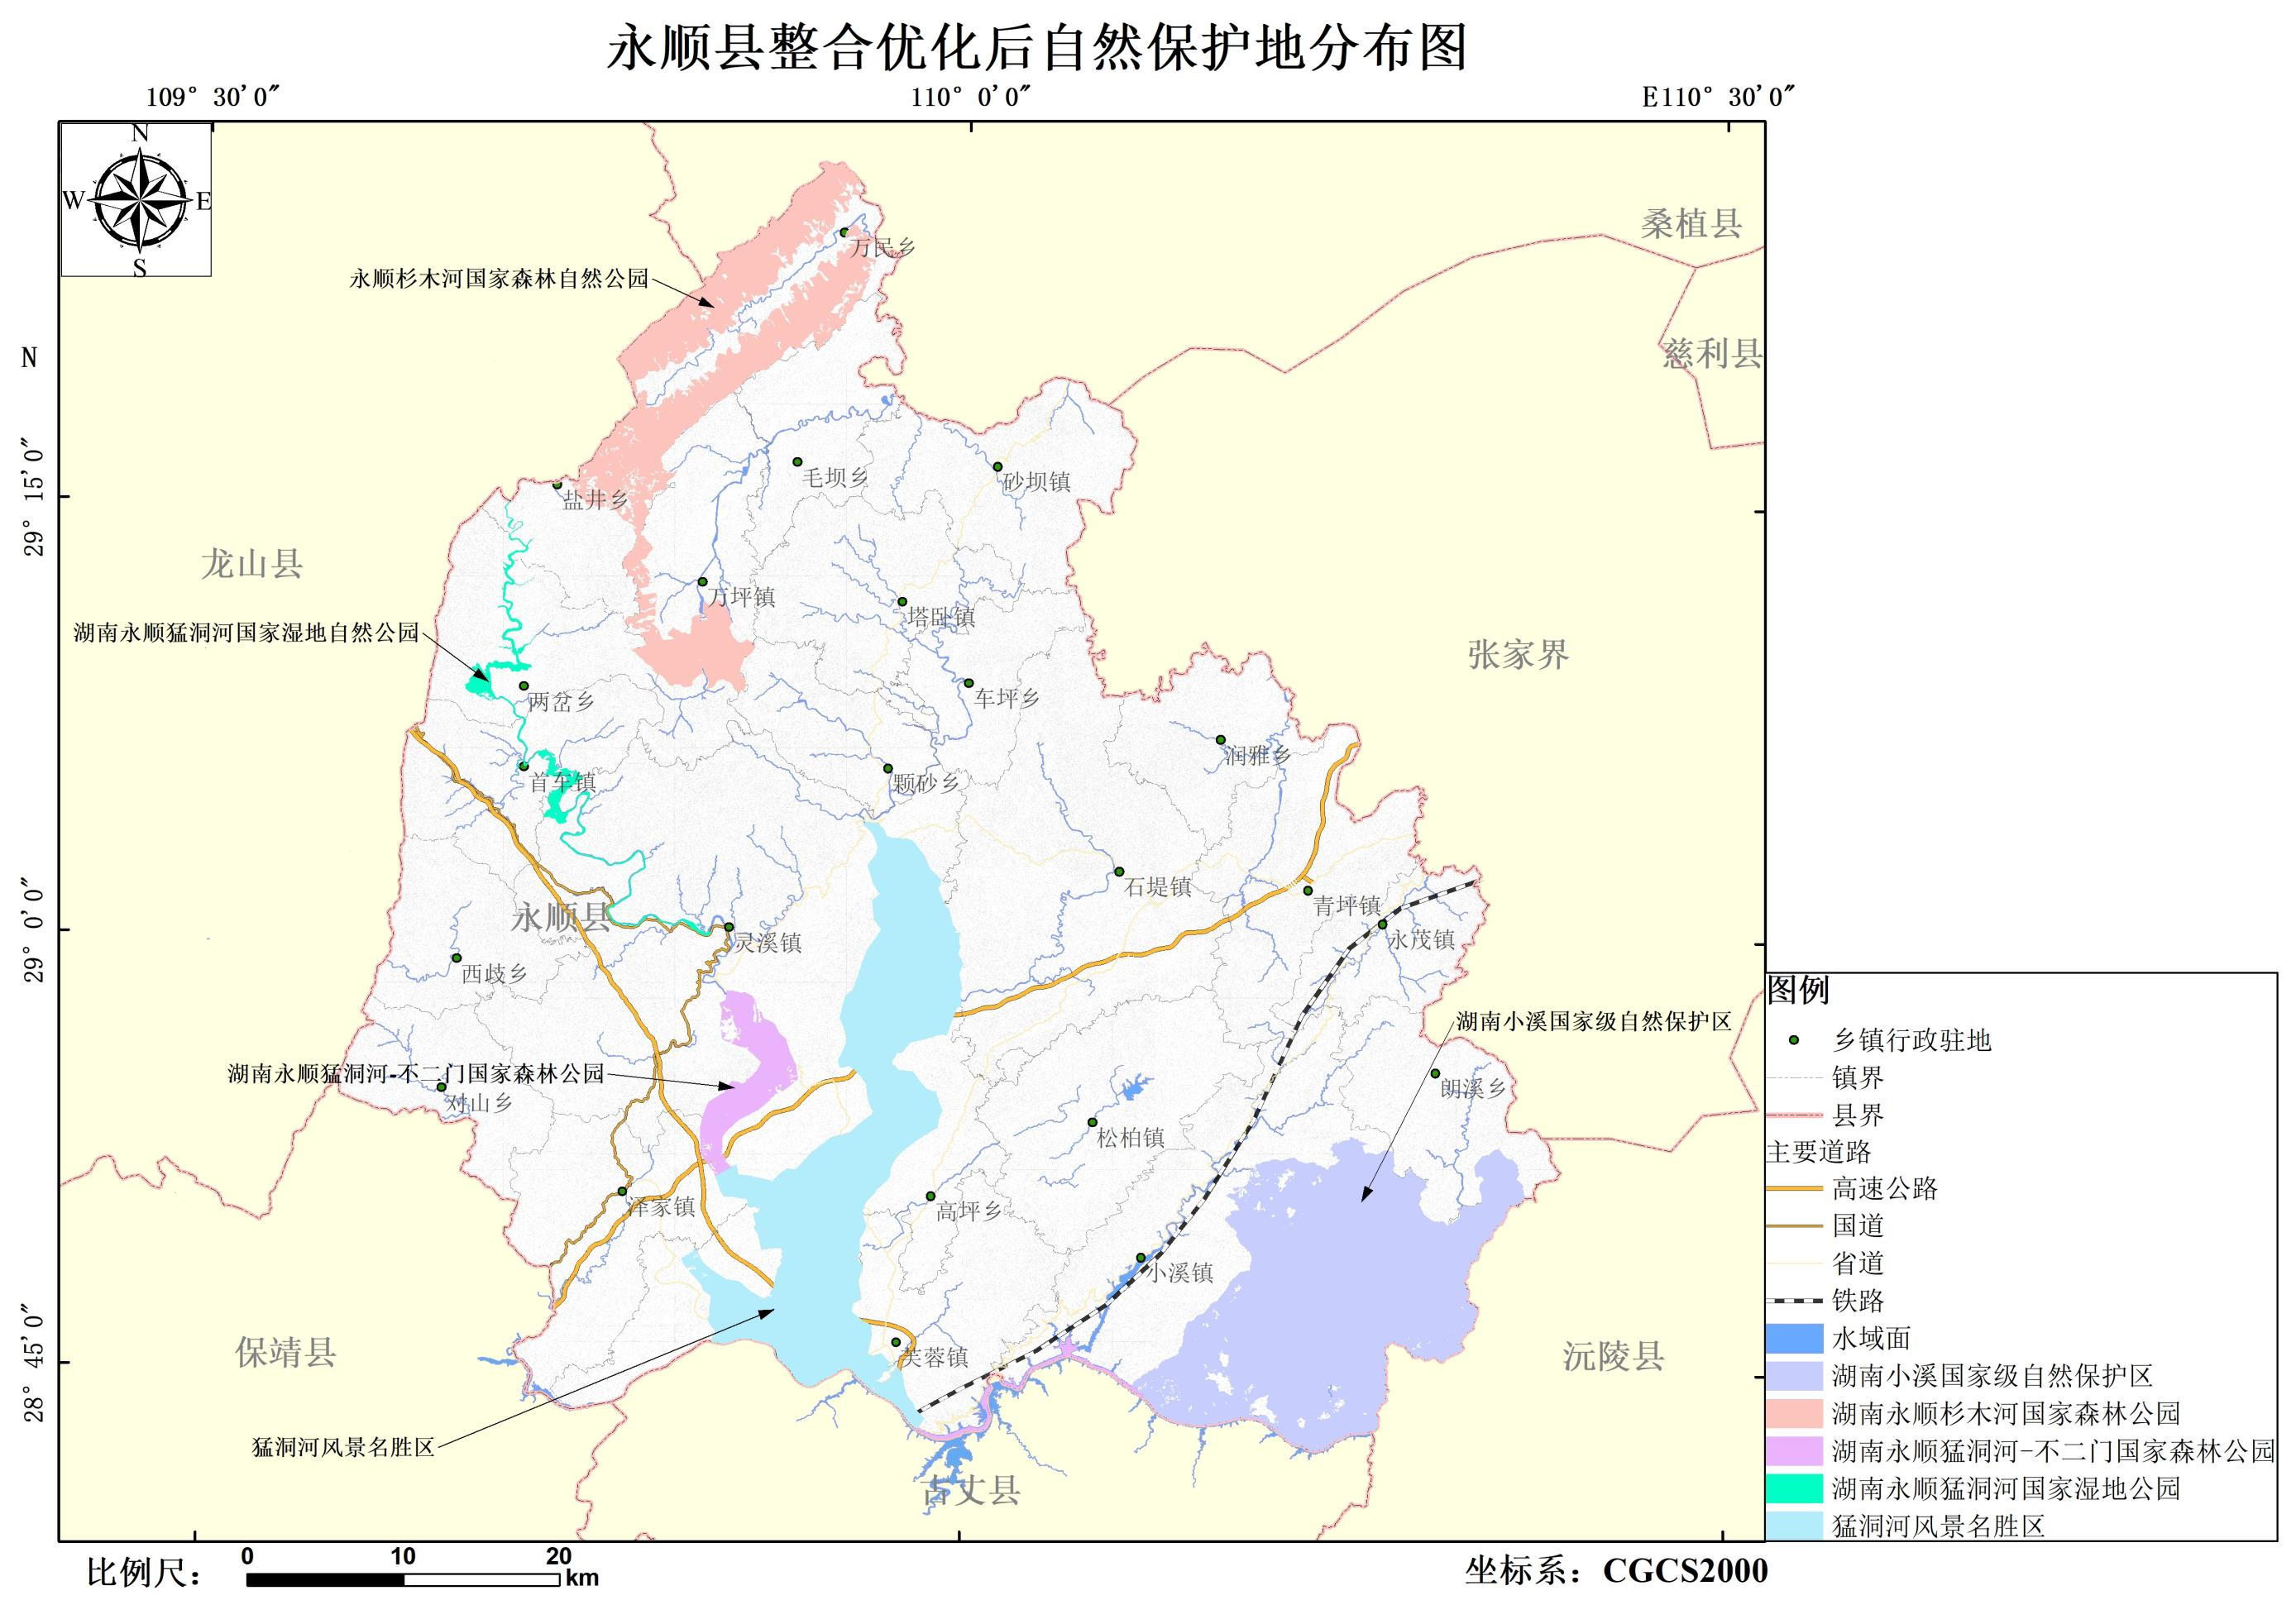 永顺县整合优化后自然保护地分布图
109° 30′0″
110° 0′0″
E110° 30′0″
N
W
E
S
桑植县
万民乡
永顺杉木河国家森林自然公园
N
慈利县
29° 15′0″
毛坝乡
砂坝镇
盐井乡
龙山县
万坪镇
塔卧镇
湖南永顺猛洞河国家湿地自然公园
张家界
两岔乡
车坪乡
润雅乡
首车镇
颗砂乡
石堤镇
青坪镇
29° 0′0″
永顺县
灵溪镇
永茂镇
西歧乡
湖南小溪国家级自然保护区
湖南永顺猛洞河-不二门国家森林公园
朗溪乡
对山乡
松柏镇
泽家镇
高坪乡
小溪镇
28° 45′0″
保靖县
芙蓉镇
沅陵县
猛洞河风景名胜区
古丈县
图例
乡镇行政驻地
镇界
县界
主要道路
高速公路
国道
省道
铁路
水域面
湖南小溪国家级自然保护区
湖南永顺杉木河国家森林公园
湖南永顺猛洞河-不二门国家森林公园
湖南永顺猛洞河国家湿地公园
猛洞河风景名胜区
比例尺：
0 10 20
km
坐标系：CGCS2000